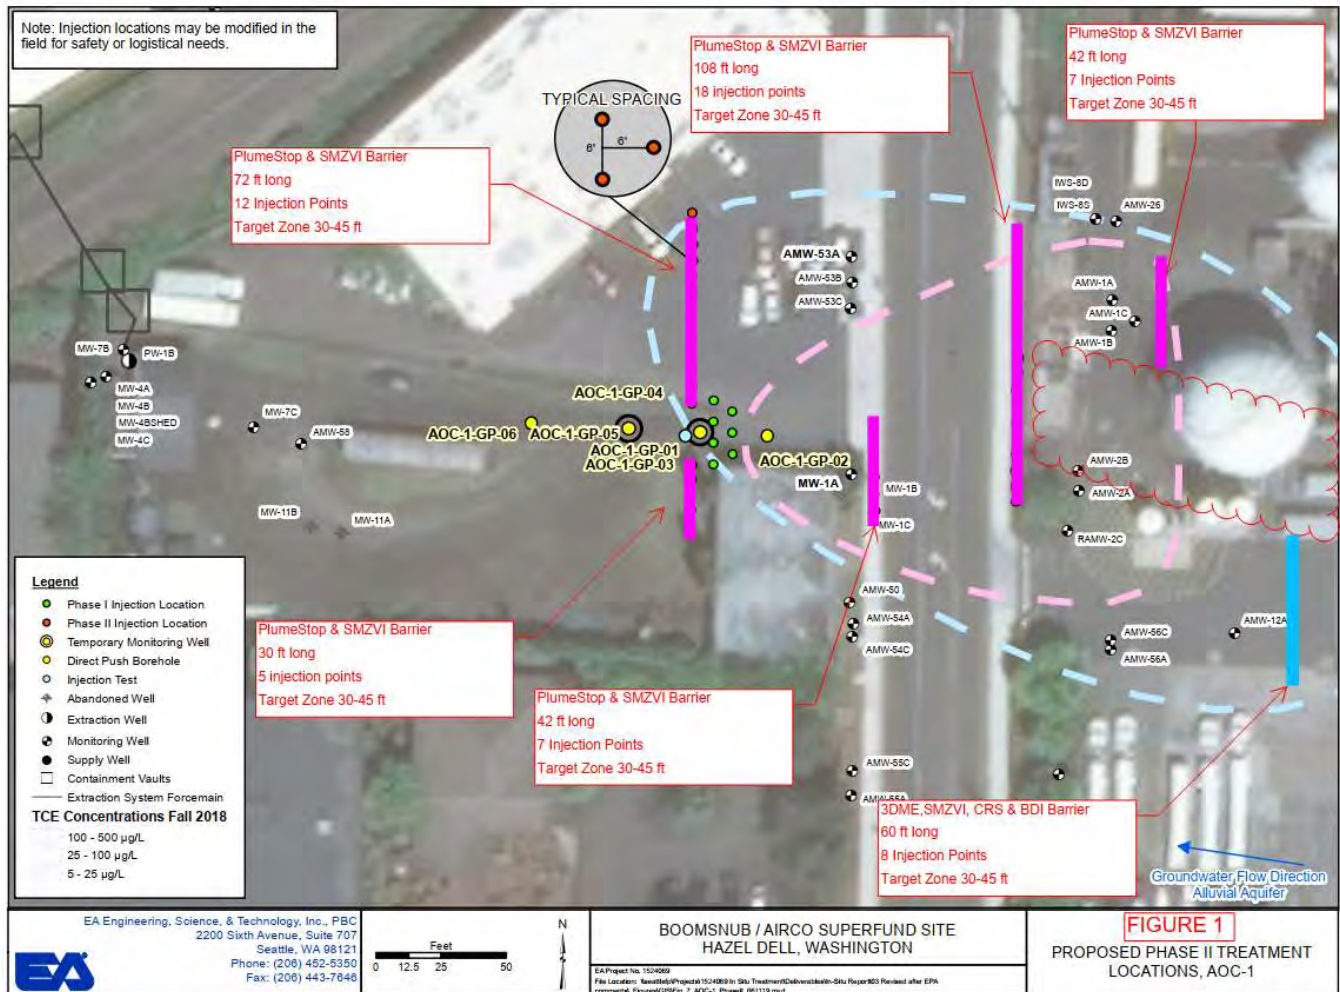 Note: Injection locations may be modified in the
field for safety or logistical needs.
TYPICAL SPACING
6'
6'
PlumeStop & SMZVI Barrier
72 ft long
12 Injection Points
Target Zone 30-45 ft
PlumeStop & SMZVI Barrier
108 ft long
18 injection points
Target Zone 30-45 ft
PlumeStop & SMZVI Barrier
42 ft long
7 Injection Points
Target Zone 30-45 ft
IWS-8D
IWS-8S
AMW-26
AMW-53A
AMW-53B
AMW-53C
AMW-1A
AMW-1C
AMW-1B
MW-7B
PW-1B
MW-4A
MW-4B
MW-4BSHED
MW-4C
MW-7C
AMW-58
AOC-1-GP-04
AOC-1-GP-06
AOC-1-GP-05
AOC-1-GP-01
AOC-1-GP-03
AOC-1-GP-02
MW-1A
MW-1B
MW-1C
AMW-2B
AMW-2A
RAMW-2C
MW-11B
MW-11A
AMW-50
AMW-54A
AMW-54C
AMW-56C
AMW-56A
AMW-12A
AMW-55C
AMW-55A
PlumeStop & SMZVI Barrier
30 ft long
5 injection points
Target Zone 30-45 ft
PlumeStop & SMZVI Barrier
42 ft long
7 Injection Points
Target Zone 30-45 ft
3DME,SMZVI, CRS & BDI Barrier
60 ft long
8 Injection Points
Target Zone 30-45 ft
Groundwater Flow Direction
Alluvial Aquifer
Legend
Phase I Injection Location
Phase II Injection Location
Temporary Monitoring Well
Direct Push Borehole
Injection Test
Abandoned Well
Extraction Well
Monitoring Well
Supply Well
Containment Vaults
Extraction System Forcemain
TCE Concentrations Fall 2018
100 - 500 µg/L
25 - 100 µg/L
5 - 25 µg/L
EA
EA Engineering, Science, & Technology, Inc., PBC
2200 Sixth Avenue, Suite 707
Seattle, WA 98121
Phone: (206) 452-5350
Fax: (206) 443-7646
Feet
0 12.5 25 50
N
BOOMSNUB / AIRCO SUPERFUND SITE
HAZEL DELL, WASHINGTON
EA Project No. 1524069
File Location: In Situ Revised after EPA
FIGURE 1
PROPOSED PHASE II TREATMENT
LOCATIONS, AOC-1